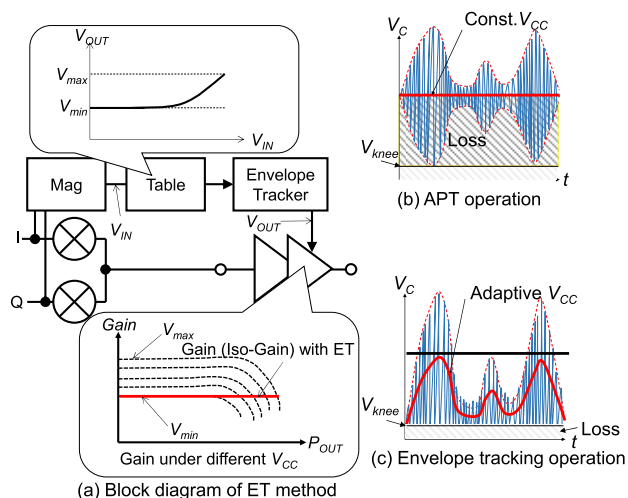 V_OUT
V_max
V_min
V_IN
Mag
Table
Envelope
Tracker
V_IN
V_OUT
I
Q
Gain
V_max
Gain (Iso-Gain) with ET
V_min
P_OUT
Gain under different V_CC
(a) Block diagram of ET method
V_C
Const. V_CC
Loss
V_knee
t
(b) APT operation
V_C
Adaptive V_CC
V_knee
Loss
t
(c) Envelope tracking operation